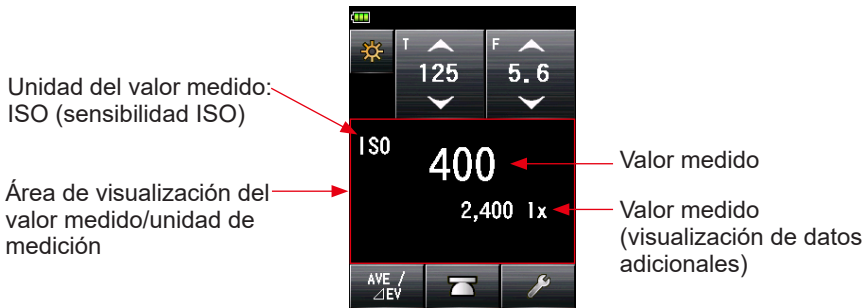 T
F
125
5.6
Unidad del valor medido:
ISO (sensibilidad ISO)
ISO
400
2,400 lx
Valor medido
Área de visualización del
valor medido/unidad de
medición
Valor medido
(visualización de datos
adicionales)
AVE /
⊿EV